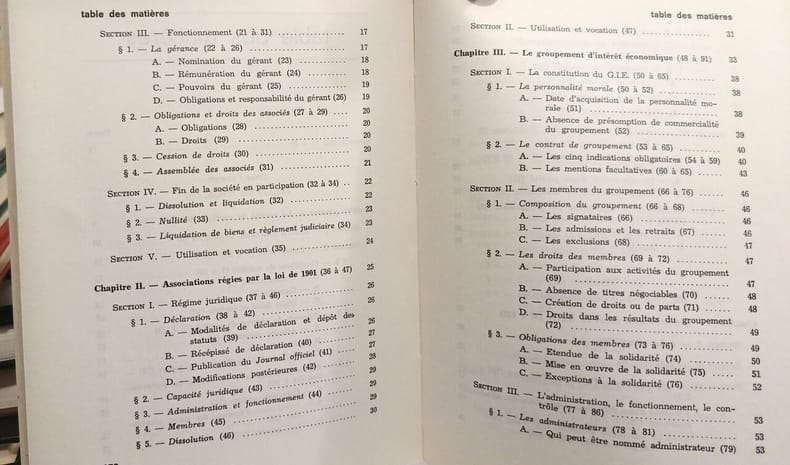 table des matières
SECTION III. — Fonctionnement (21 à 31) ................ 17
§ 1. — La gérance (22 à 26) ........................ 17
A. — Nomination du gérant (23) .................. 18
B. — Rémunération du gérant (24) ................ 18
C. — Pouvoirs du gérant (25) .................... 19
D. — Obligations et responsabilité du gérant (26) 19
§ 2. — Obligations et droits des associés (27 à 29) .... 20
A. — Obligations (28) ........................... 20
B. — Droits (29) ................................ 20
§ 3. — Cession de droits (30) ...................... 20
§ 4. — Assemblée des associés (31) ................. 21
SECTION IV. — Fin de la société en participation (32 à 34) .. 22
§ 1. — Dissolution et liquidation (32) ............. 22
§ 2. — Nullité (33) ................................ 23
§ 3. — Liquidation de biens et règlement judiciaire (34) 23
SECTION V. — Utilisation et vocation (35) .............. 24
Chapitre II. — Associations régies par la loi de 1901 (36 à 47) 25
SECTION I. — Régime juridique (37 à 46) ................ 26
§ 1. — Déclaration (38 à 42) ....................... 26
A. — Modalités de déclaration et dépôt des
statuts (39) .................................... 26
B. — Récépissé de déclaration (40) .............. 27
C. — Publication du Journal officiel (41) ....... 27
D. — Modifications postérieures (42) ............ 28
§ 2. — Capacité juridique (43) ..................... 29
§ 3. — Administration et fonctionnement (44) ....... 29
§ 4. — Membres (45) ................................ 29
§ 5. — Dissolution (46) ............................ 30
table des matières
SECTION II. — Utilisation et vocation (47) ............. 31
Chapitre III. — Le groupement d'intérêt économique (48 à 91) 33
SECTION I. — La constitution du G.I.E. (50 à 65) .......... 38
§ 1. — La personnalité morale (50 à 52) ............ 38
A. — Date d'acquisition de la personnalité mo-
rale (51) ....................................... 38
B. — Absence de présomption de commercialité
du groupement (52) .............................. 39
§ 2. — Le contrat de groupement (53 à 65) .......... 40
A. — Les cinq indications obligatoires (54 à 59) 40
B. — Les mentions facultatives (60 à 65) ........ 43
SECTION II. — Les membres du groupement (66 à 76) ...... 46
§ 1. — Composition du groupement (66 à 68) ......... 46
A. — Les signataires (66) ....................... 46
B. — Les admissions et les retraits (67) ........ 46
C. — Les exclusions (68) ........................ 47
§ 2. — Les droits des membres (69 à 72) ............ 47
A. — Participation aux activités du groupement
(69) ............................................ 47
B. — Absence de titres négociables (70) ...... 48
C. — Création de droits ou de parts (71) ...... 48
D. — Droits dans les résultats du groupement
(72) ............................................ 49
§ 3. — Obligations des membres (73 à 76) ........... 49
A. — Etendue de la solidarité (74) .............. 50
B. — Mise en œuvre de la solidarité (75) ...... 51
C. — Exceptions à la solidarité (76) ............ 52
SECTION III. — L'administration, le fonctionnement, le con-
trôle (77 à 86) ................................. 53
§ 1. — Les administrateurs (78 à 81) ............... 53
A. — Qui peut être nommé administrateur (79) 53